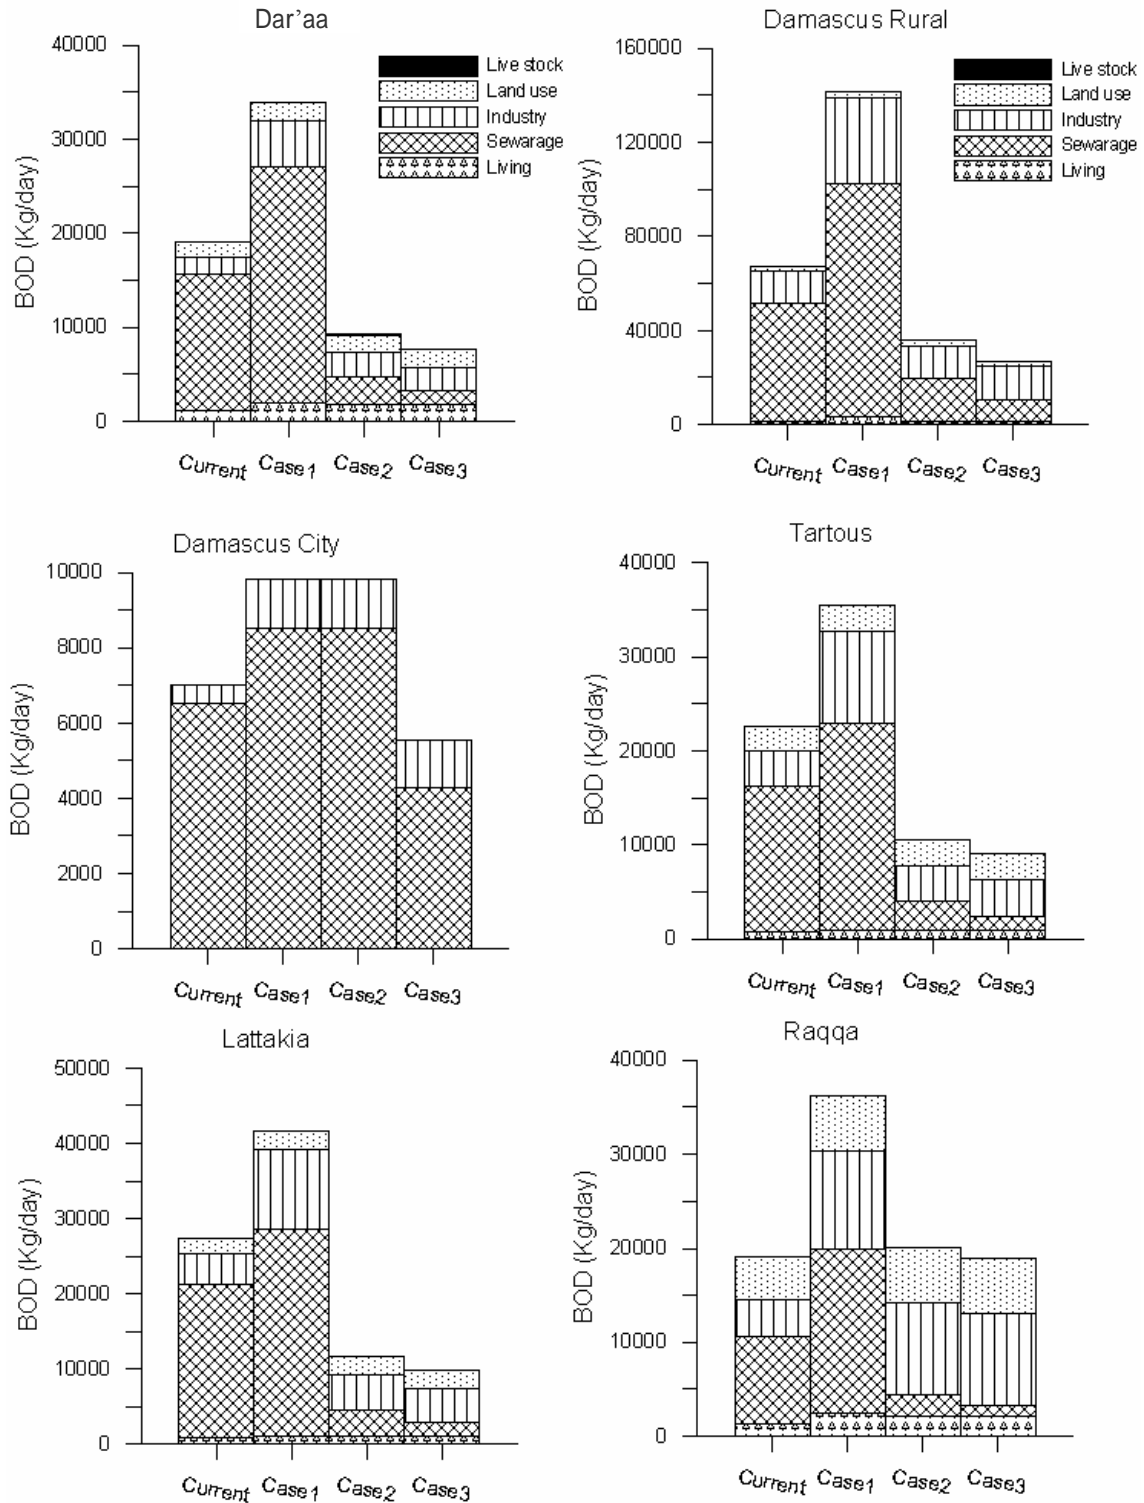 Dar’aa
40000
30000
20000
10000
0
BOD (Kg/day)
Live stock
Land use
Industry
Sewarage
Living
Current Case1 Case2 Case3
Damascus Rural
160000
120000
80000
40000
0
BOD (Kg/day)
Live stock
Land use
Industry
Sewarage
Living
Current Case1 Case2 Case3
Damascus City
10000
8000
6000
4000
2000
0
BOD (Kg/day)
Current Case1 Case2 Case3
Tartous
40000
30000
20000
10000
0
BOD (Kg/day)
Current Case1 Case2 Case3
Lattakia
50000
40000
30000
20000
10000
0
BOD (Kg/day)
Current Case1 Case2 Case3
Raqqa
40000
30000
20000
10000
0
BOD (Kg/day)
Current Case1 Case2 Case3